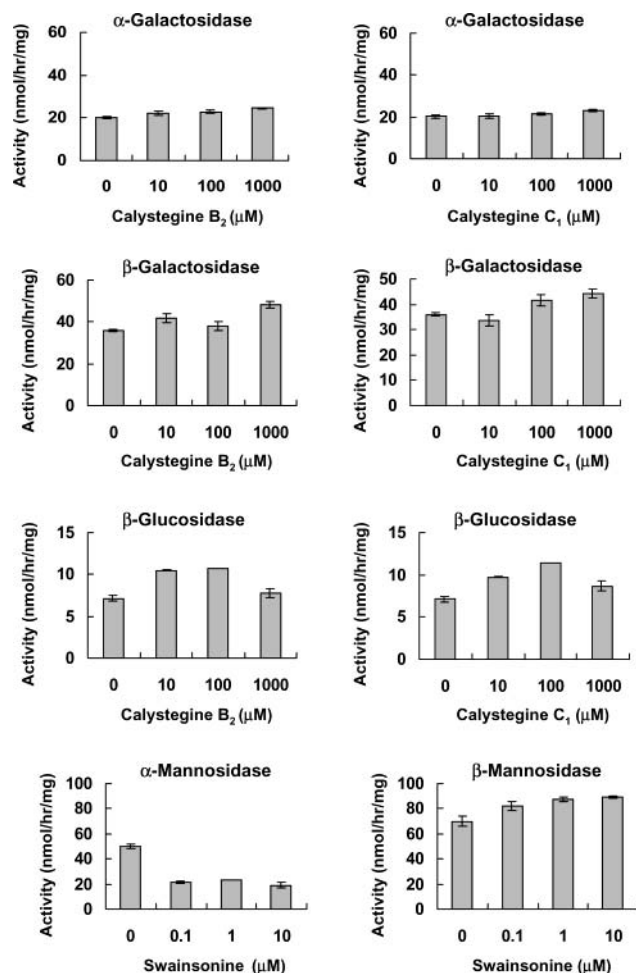 α-Galactosidase
Activity (nmol/hr/mg)
60
40
20
0
0 10 100 1000
Calystegine B₂ (μM)
α-Galactosidase
Activity (nmol/hr/mg)
60
40
20
0
0 10 100 1000
Calystegine C₁ (μM)
β-Galactosidase
Activity (nmol/hr/mg)
60
40
20
0
0 10 100 1000
Calystegine B₂ (μM)
β-Galactosidase
Activity (nmol/hr/mg)
50
40
30
20
10
0
0 10 100 1000
Calystegine C₁ (μM)
β-Glucosidase
Activity (nmol/hr/mg)
15
10
5
0
0 10 100 1000
Calystegine B₂ (μM)
β-Glucosidase
Activity (nmol/hr/mg)
15
10
5
0
0 10 100 1000
Calystegine C₁ (μM)
α-Mannosidase
Activity (nmol/hr/mg)
100
80
60
40
20
0
0 0.1 1 10
Swainsonine (μM)
β-Mannosidase
Activity (nmol/hr/mg)
100
80
60
40
20
0
0 0.1 1 10
Swainsonine (μM)